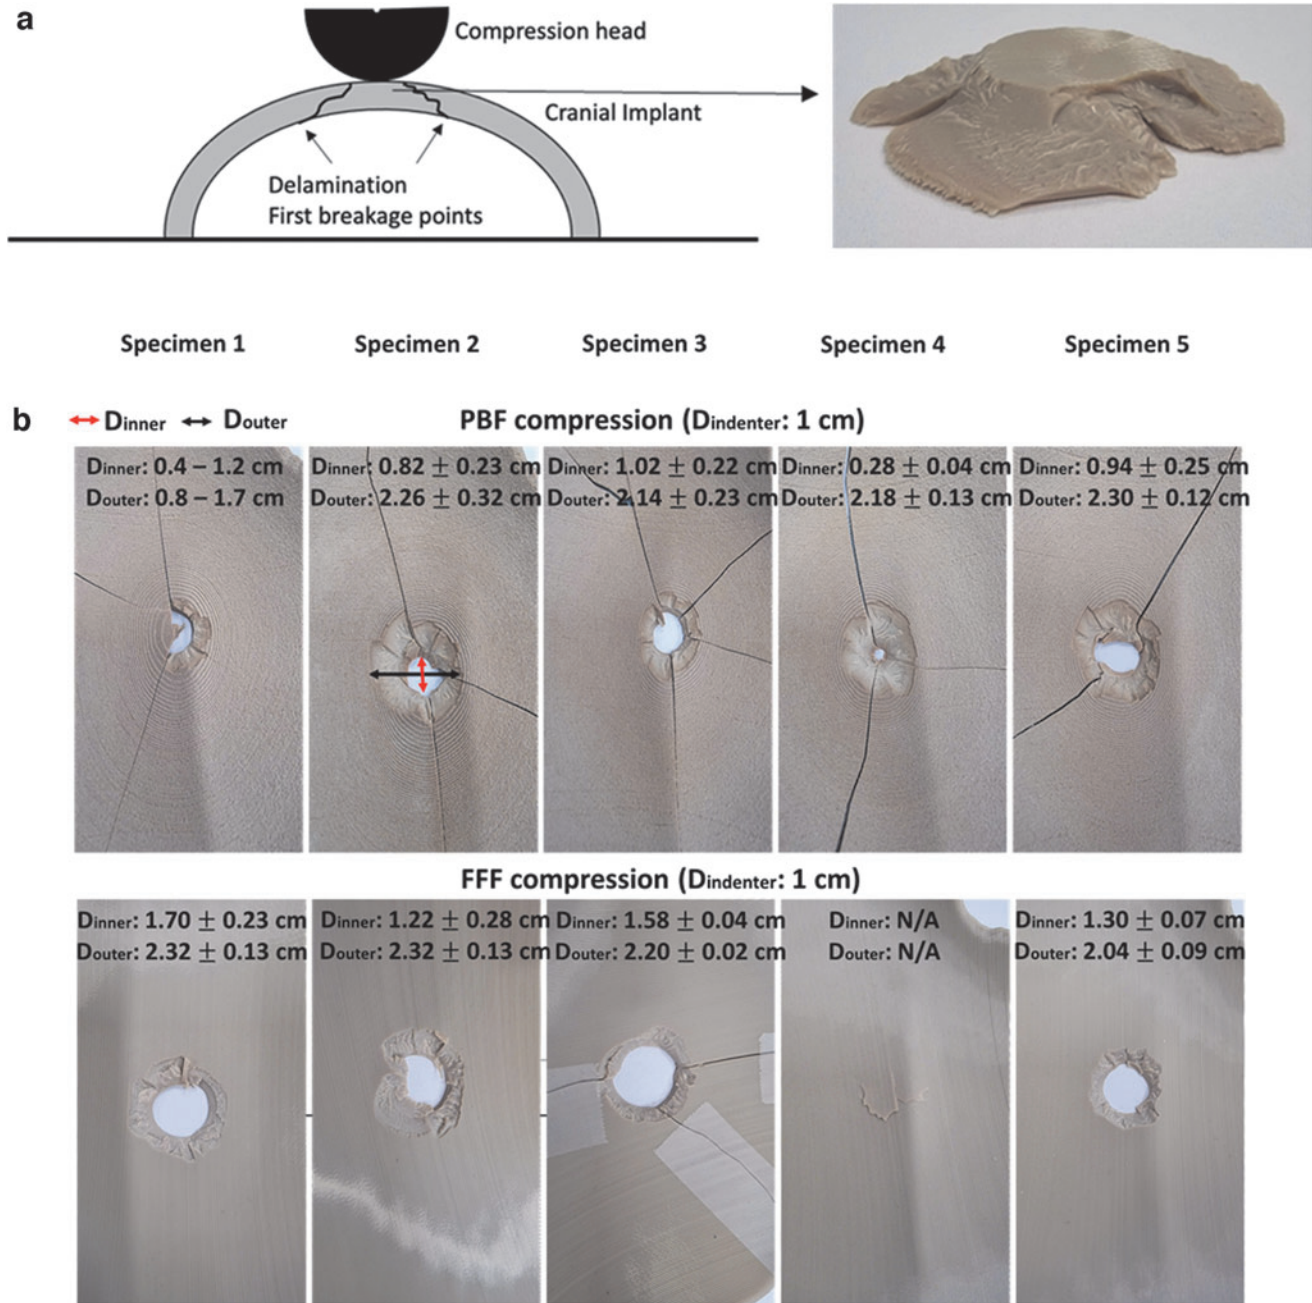 a
Compression head
Cranial Implant
Delamination
First breakage points
Specimen 1 Specimen 2 Specimen 3 Specimen 4 Specimen 5
b
Dinner Douter
PBF compression (Dindenter: 1 cm)
Dinner: 0.4 – 1.2 cm
Douter: 0.8 – 1.7 cm
Dinner: 0.82 ± 0.23 cm
Douter: 2.26 ± 0.32 cm
Dinner: 1.02 ± 0.22 cm
Douter: 2.14 ± 0.23 cm
Dinner: 0.28 ± 0.04 cm
Douter: 2.18 ± 0.13 cm
Dinner: 0.94 ± 0.25 cm
Douter: 2.30 ± 0.12 cm
FFF compression (Dindenter: 1 cm)
Dinner: 1.70 ± 0.23 cm
Douter: 2.32 ± 0.13 cm
Dinner: 1.22 ± 0.28 cm
Douter: 2.32 ± 0.13 cm
Dinner: 1.58 ± 0.04 cm
Douter: 2.20 ± 0.02 cm
Dinner: N/A
Douter: N/A
Dinner: 1.30 ± 0.07 cm
Douter: 2.04 ± 0.09 cm